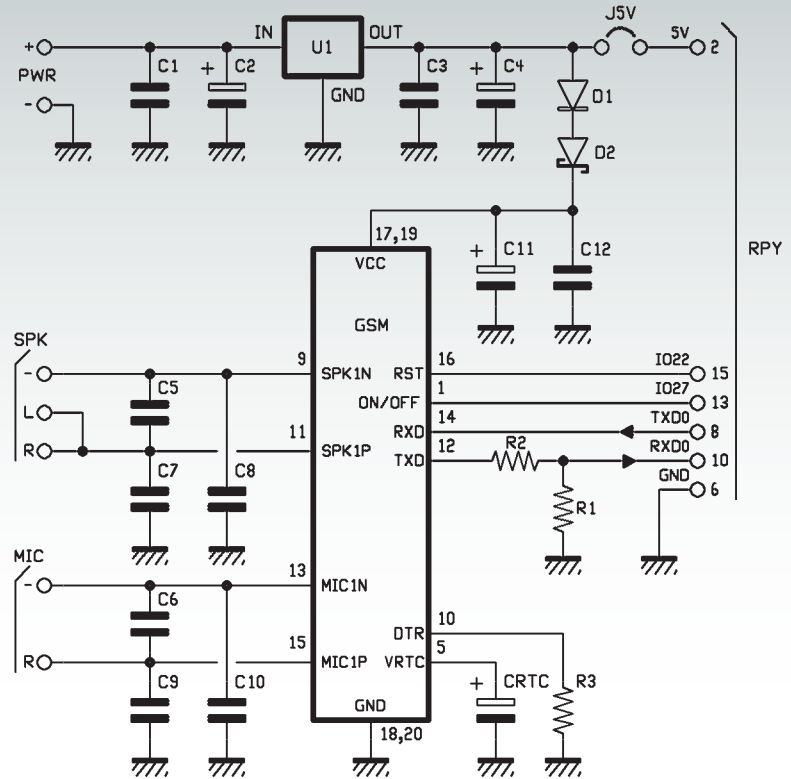 J5V
+ IN U1 OUT 5V 2
PWR C1 + C2 C3 + C4
- GND D1
D2
RPY
17,19 + C11 C12
VCC
GSM
SPK
- 9 SPK1N RST 16 IO22 15
C5 ON/OFF 1 IO27 13
L RXD 14 TXD0 8
R 11 SPK1P TXD 12 R2 RXD0 10
C7 C8 GND 6
R1
MIC
- 13 MIC1N
C6 DTR 10
R 15 MIC1P VRTC 5
C9 C10 + CRTC R3
GND
18,20